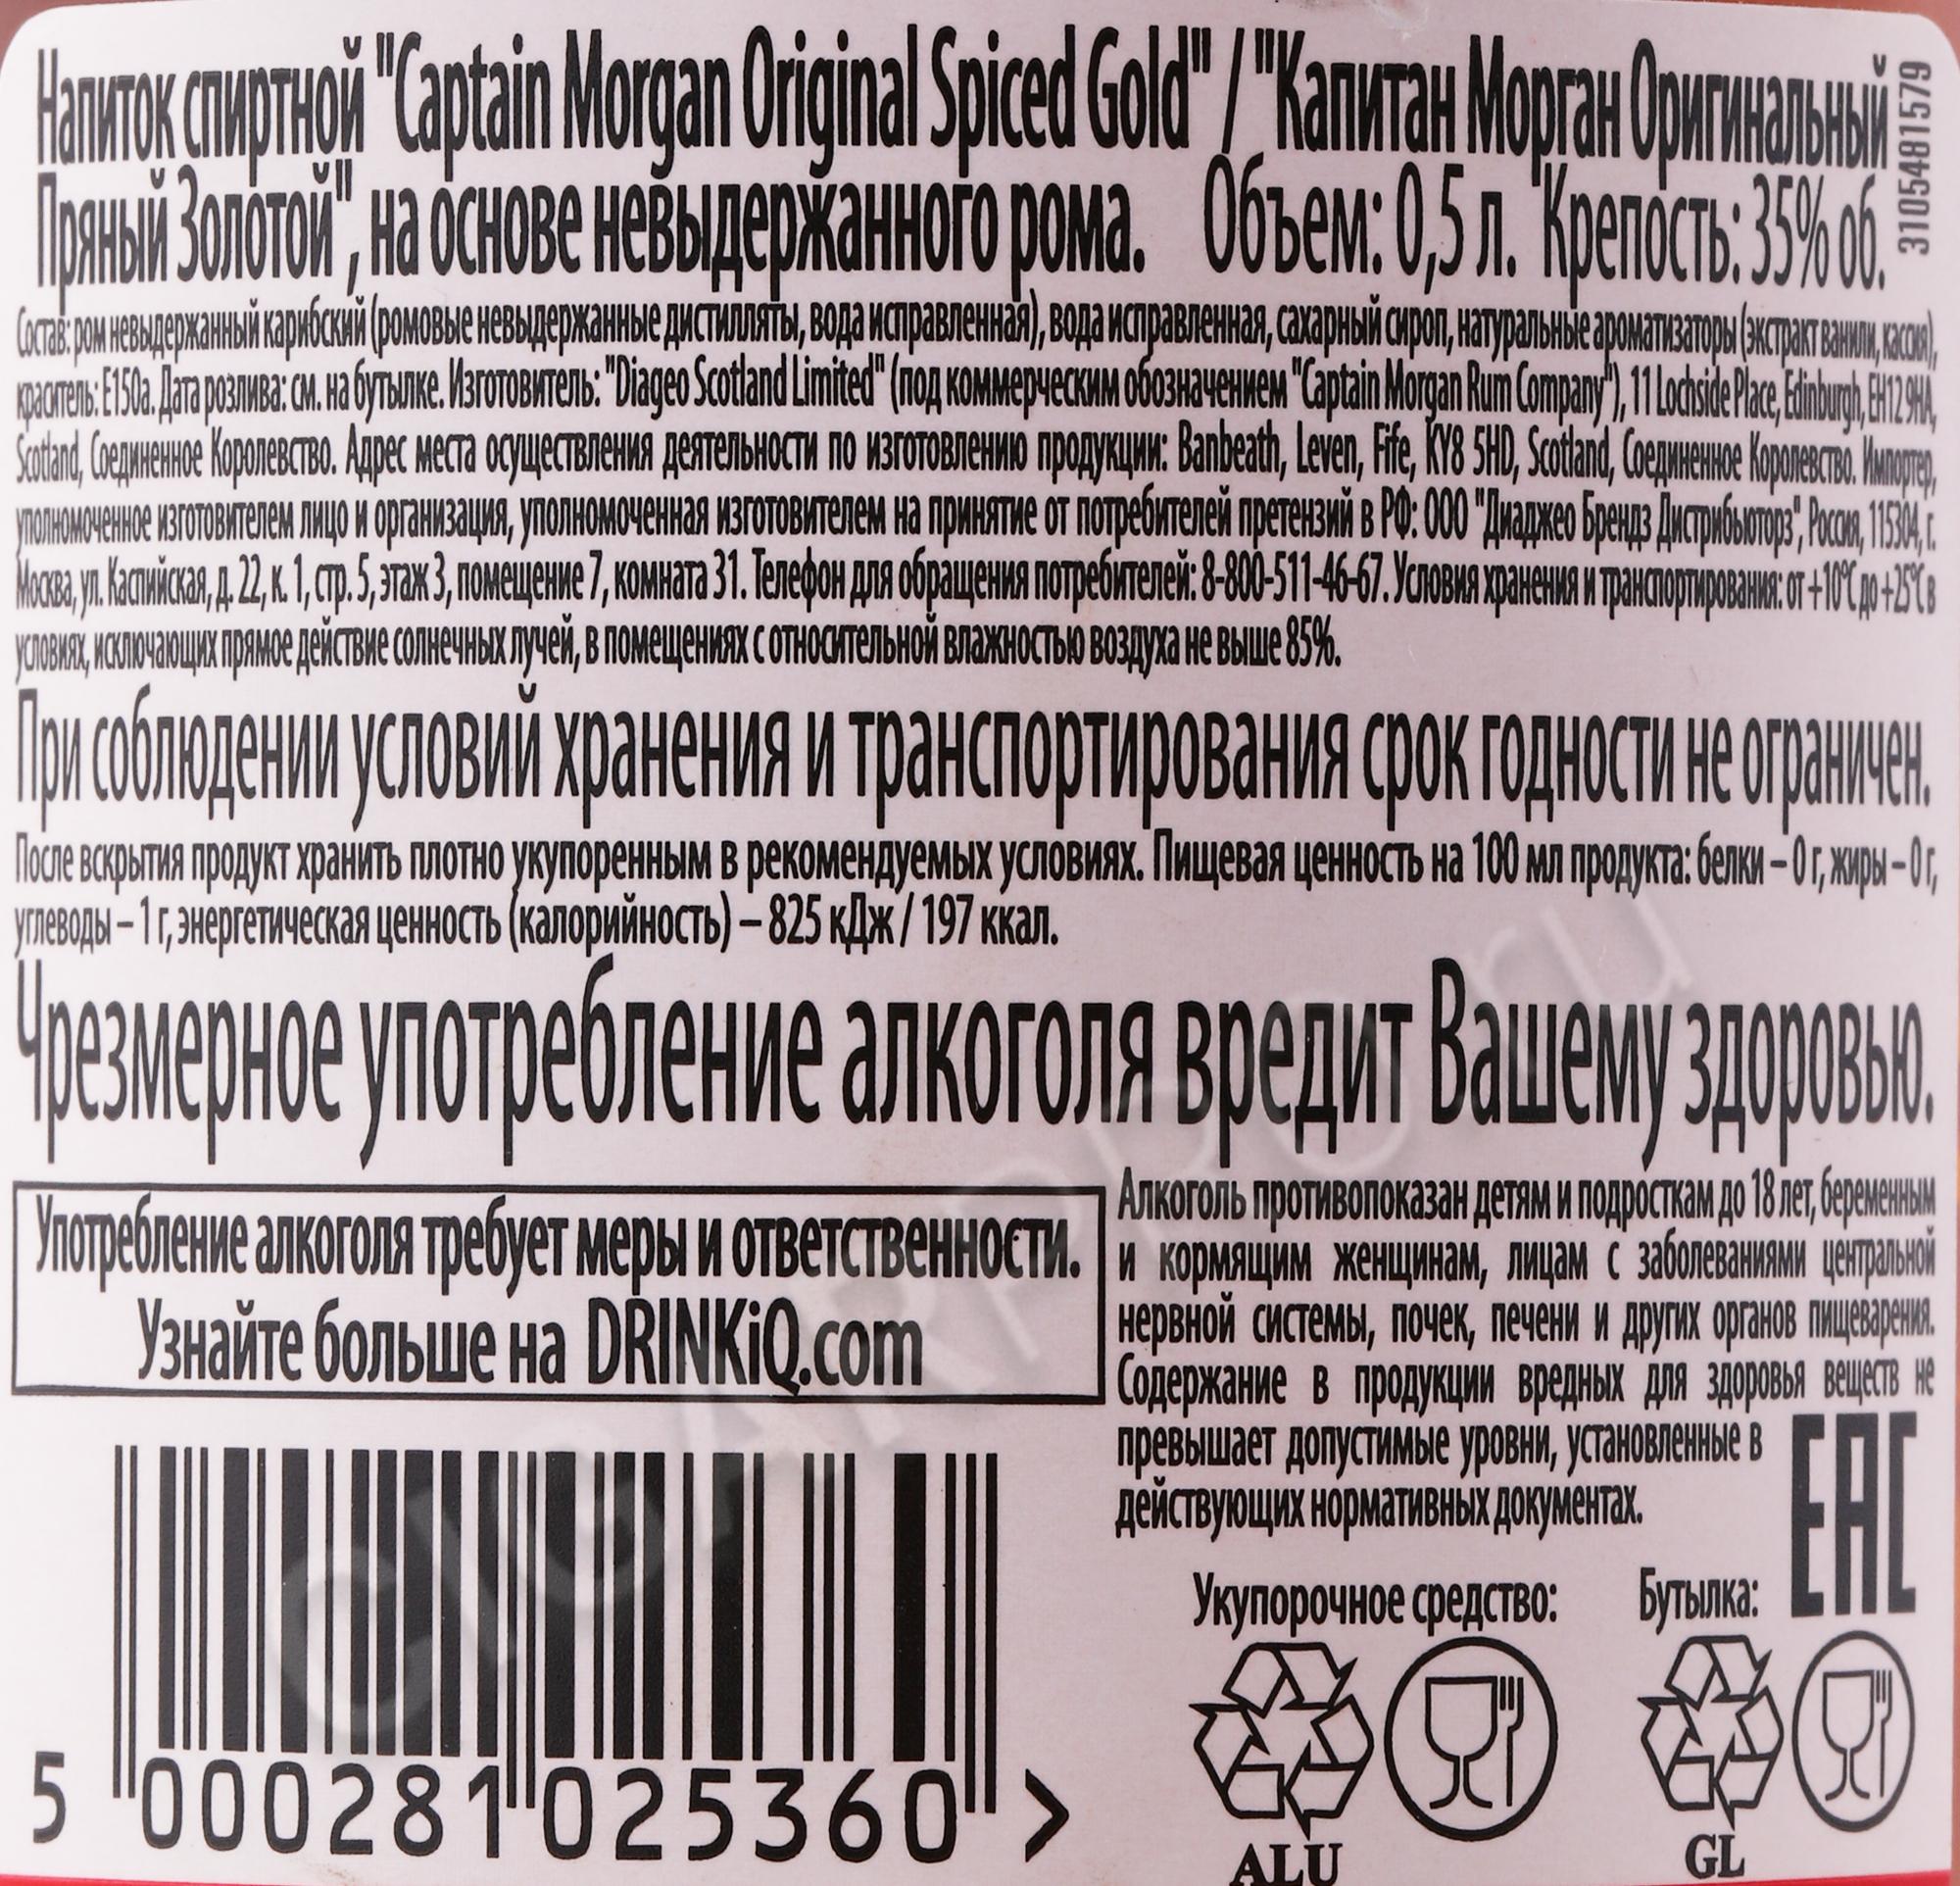 Напиток спиртной "Captain Morgan Original Spiced Gold" / "Капитан Морган Оригинальный
Пряный Золотой", на основе невыдержанного рома. Объем: 0,5 л. Крепость: 35% об.
3105481579
Состав: ром невыдержанный карибский (ромовые невыдержанные дистилляты, вода исправленная), вода исправленная, сахарный сироп, натуральные ароматизаторы (экстракт ванили, кассия),
краситель: Е150а. Дата розлива: см. на бутылке. Изготовитель: "Diageo Scotland Limited" (под коммерческим обозначением "Captain Morgan Rum Company"), 11 Lochside Place, Edinburgh, EH12 9HA,
Scotland, Соединенное Королевство. Адрес места осуществления деятельности по изготовлению продукции: Banbeath, Leven, Fife, KY8 5HD, Scotland, Соединенное Королевство. Импортер,
уполномоченное изготовителем лицо и организация, уполномоченная изготовителем на принятие от потребителей претензий в РФ: ООО "Диаджео Брендз Дистрибьюторз", Россия, 115304, г.
Москва, ул. Каспийская, д. 22, к. 1, стр. 5, этаж 3, помещение 7, комната 31. Телефон для обращения потребителей: 8-800-511-46-67. Условия хранения и транспортирования: от +10°С до +25°С в
условиях, исключающих прямое действие солнечных лучей, в помещениях с относительной влажностью воздуха не выше 85%.
При соблюдении условий хранения и транспортирования срок годности не ограничен.
После вскрытия продукт хранить плотно укупоренным в рекомендуемых условиях. Пищевая ценность на 100 мл продукта: белки – 0 г, жиры – 0 г,
углеводы – 1 г, энергетическая ценность (калорийность) – 825 кДж / 197 ккал.
Чрезмерное употребление алкоголя вредит Вашему здоровью.
Употребление алкоголя требует меры и ответственности.
Узнайте больше на DRINKiQ.com
Алкоголь противопоказан детям и подросткам до 18 лет, беременным
и кормящим женщинам, лицам с заболеваниями центральной
нервной системы, почек, печени и других органов пищеварения.
Содержание в продукции вредных для здоровья веществ не
превышает допустимые уровни, установленные в
действующих нормативных документах.
ЕАС
Укупорочное средство: Бутылка:
ALU GL
5 000281 025360 >
CIGARPRO.ru